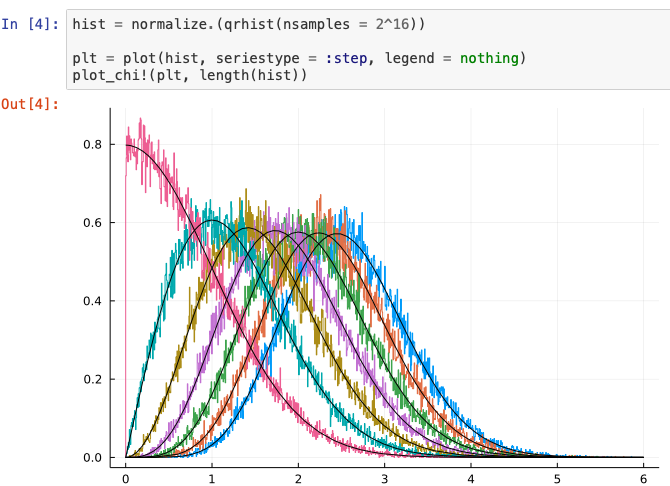 In [4]: hist = normalize.(qrhist(nsamples = 2^16))
plt = plot(hist, seriestype = :step, legend = nothing)
plot_chi!(plt, length(hist))
Out[4]:
0.8
0.6
0.4
0.2
0.0
0 1 2 3 4 5 6